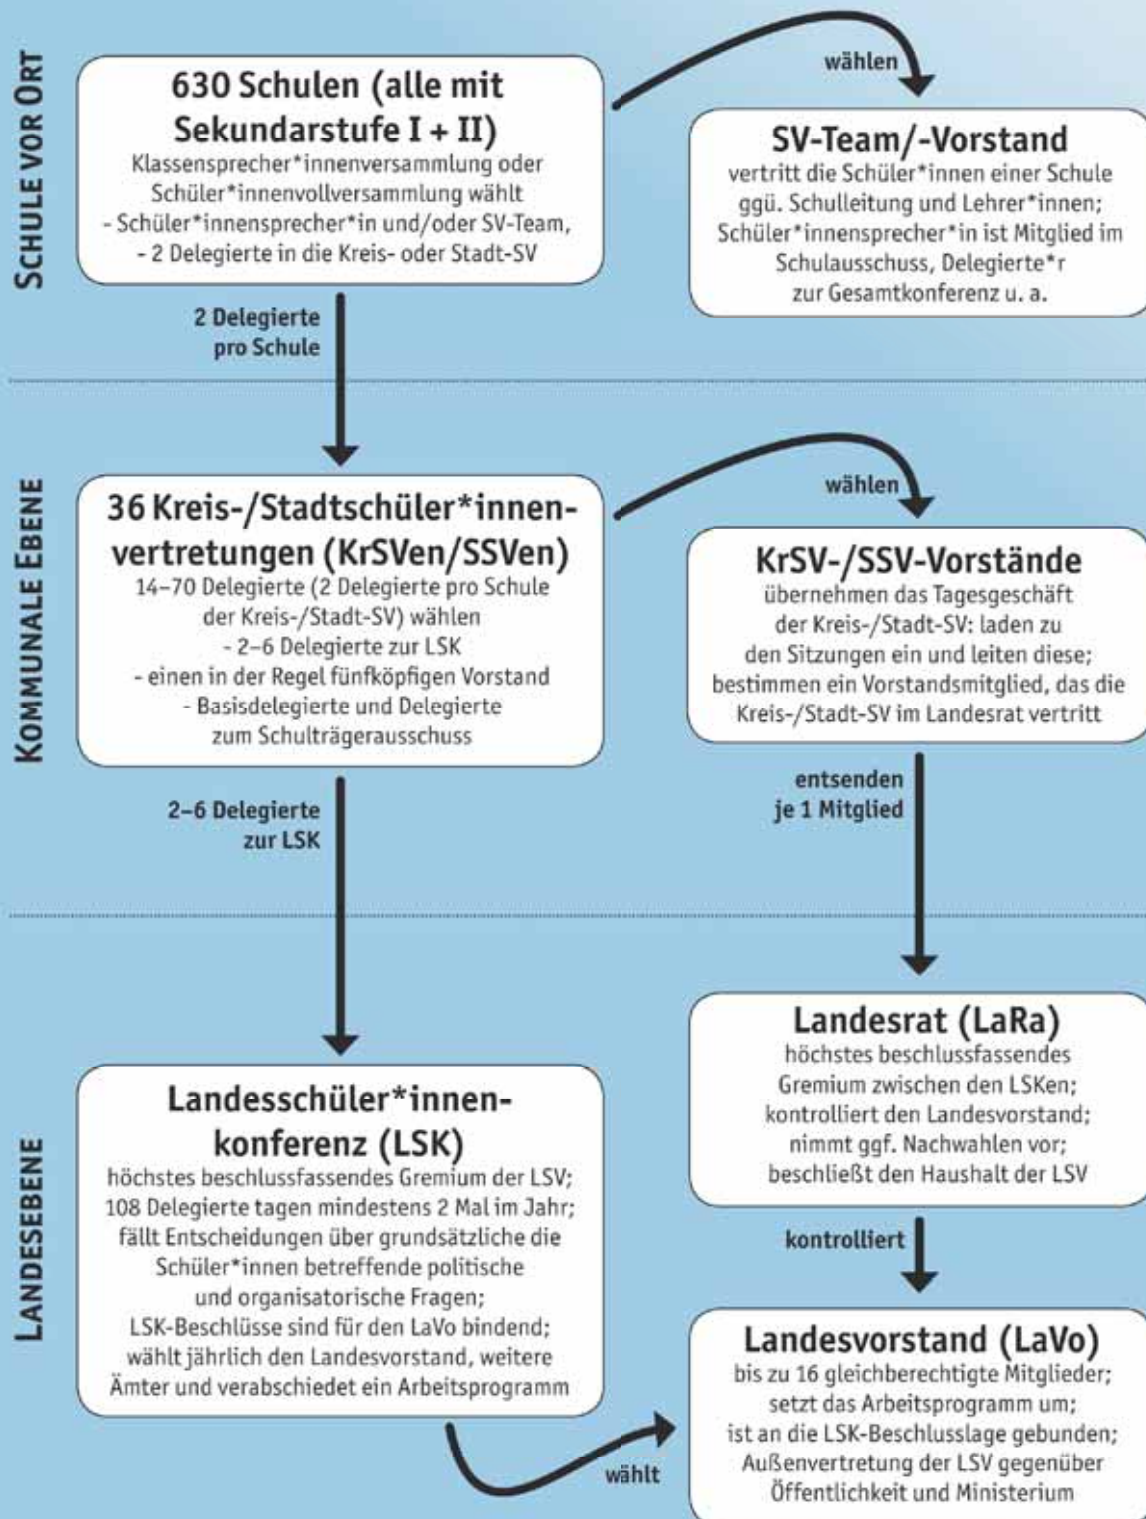 SCHULE VOR ORT
630 Schulen (alle mit
Sekundarstufe I + II)
Klassensprecher*innenversammlung oder
Schüler*innenvollversammlung wählt
- Schüler*innensprecher*in und/oder SV-Team,
- 2 Delegierte in die Kreis- oder Stadt-SV
wählen
SV-Team/-Vorstand
vertritt die Schüler*innen einer Schule
ggü. Schulleitung und Lehrer*innen;
Schüler*innensprecher*in ist Mitglied im
Schulausschuss, Delegierte*r
zur Gesamtkonferenz u. a.
2 Delegierte
pro Schule
KOMMUNALE EBENE
36 Kreis-/Stadtschüler*innen-
vertretungen (KrSVen/SSVen)
14–70 Delegierte (2 Delegierte pro Schule
der Kreis-/Stadt-SV) wählen
- 2–6 Delegierte zur LSK
- einen in der Regel fünfköpfigen Vorstand
- Basisdelegierte und Delegierte
zum Schulträgerausschuss
wählen
KrSV-/SSV-Vorstände
übernehmen das Tagesgeschäft
der Kreis-/Stadt-SV: laden zu
den Sitzungen ein und leiten diese;
bestimmen ein Vorstandsmitglied, das die
Kreis-/Stadt-SV im Landesrat vertritt
2–6 Delegierte
zur LSK
entsenden
je 1 Mitglied
LANDESEBENE
Landesschüler*innen-
konferenz (LSK)
höchstes beschlussfassendes Gremium der LSV;
108 Delegierte tagen mindestens 2 Mal im Jahr;
fällt Entscheidungen über grundsätzliche die
Schüler*innen betreffende politische
und organisatorische Fragen;
LSK-Beschlüsse sind für den LaVo bindend;
wählt jährlich den Landesvorstand, weitere
Ämter und verabschiedet ein Arbeitsprogramm
Landesrat (LaRa)
höchstes beschlussfassendes
Gremium zwischen den LSKen;
kontrolliert den Landesvorstand;
nimmt ggf. Nachwahlen vor;
beschließt den Haushalt der LSV
kontrolliert
wählt
Landesvorstand (LaVo)
bis zu 16 gleichberechtigte Mitglieder;
setzt das Arbeitsprogramm um;
ist an die LSK-Beschlusslage gebunden;
Außenvertretung der LSV gegenüber
Öffentlichkeit und Ministerium